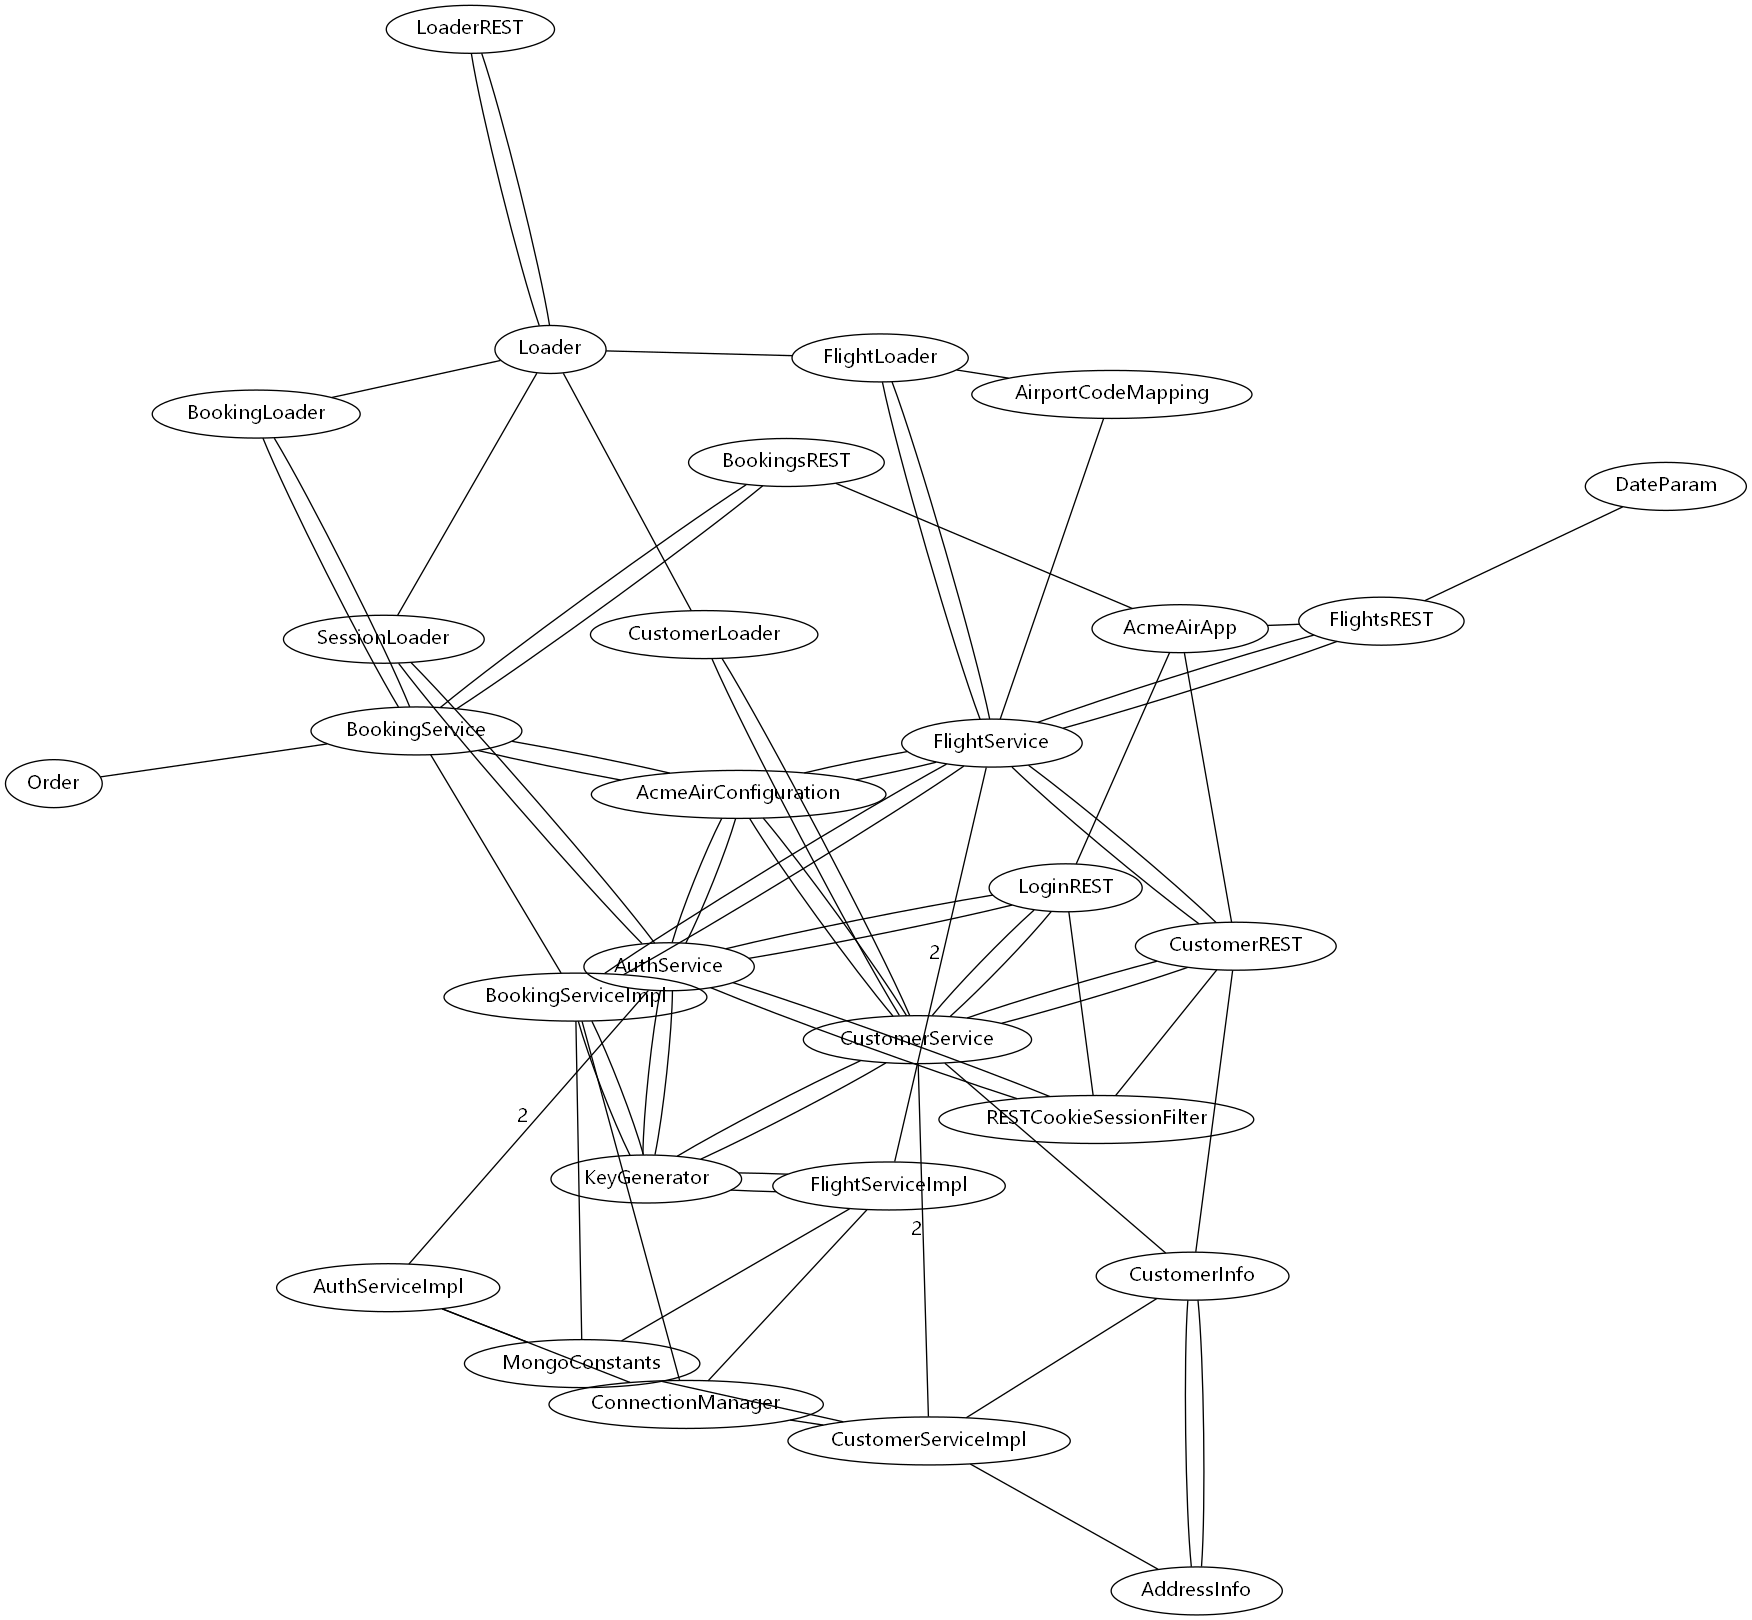 LoaderREST
Loader
FlightLoader
AirportCodeMapping
BookingLoader
BookingsREST
DateParam
SessionLoader
CustomerLoader
AcmeAirApp
FlightsREST
BookingService
FlightService
Order
AcmeAirConfiguration
LoginREST
CustomerREST
2
AuthService
BookingServiceImpl
CustomerService
2
RESTCookieSessionFilter
KeyGenerator
FlightServiceImpl
2
AuthServiceImpl
CustomerInfo
MongoConstants
ConnectionManager
CustomerServiceImpl
AddressInfo